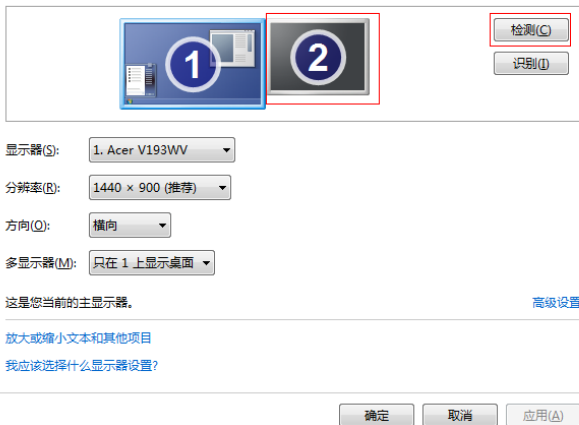 1
2
检测(C)
识别(I)
显示器(S): 1. Acer V193WV
分辨率(R): 1440 × 900 (推荐)
方向(O): 横向
多显示器(M): 只在 1 上显示桌面
这是您当前的主显示器。 高级设置
放大或缩小文本和其他项目
我应该选择什么显示器设置?
确定 取消 应用(A)